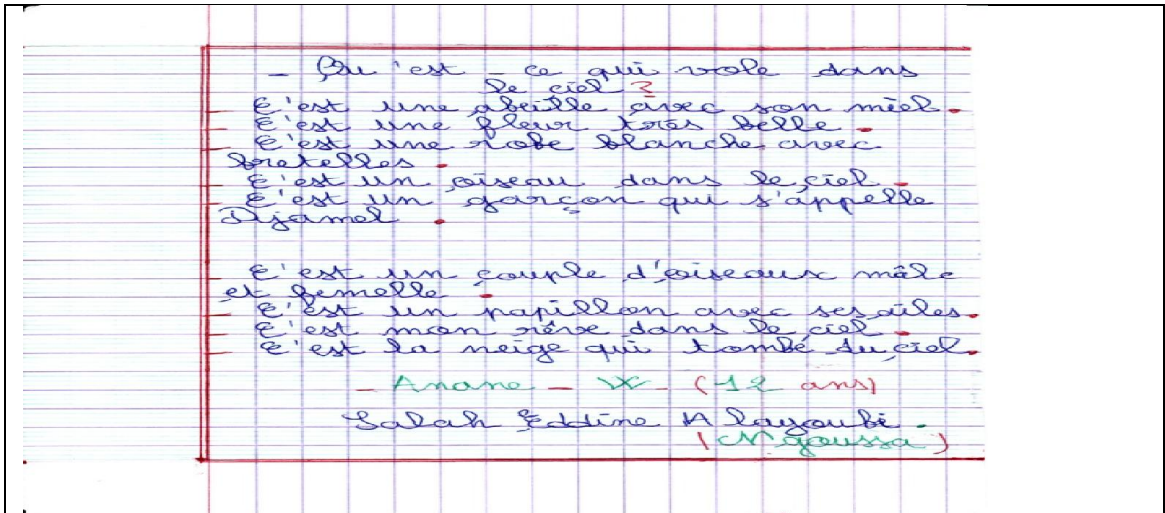 - Qu'est - ce qui vole dans
le ciel ?
- C'est une abeille avec son miel.
- C'est une fleur très belle.
- C'est une robe blanche avec
bretelles.
- C'est un oiseau dans le ciel.
- C'est un garçon qui s'appelle
Djamel.
- C'est un couple d'oiseaux mâle
et femelle.
- C'est un papillon avec ses ailes.
- C'est mon rêve dans le ciel.
- C'est la neige qui tombé du ciel.
- Anane - W - (12 ans)
Salah Eddine Alayoubi.
(N'goussa)